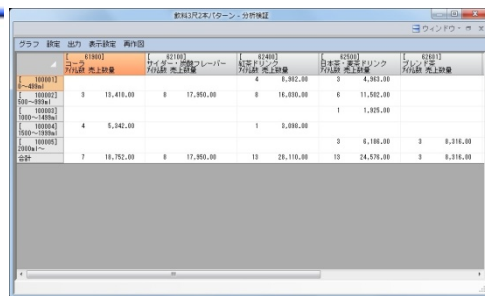 飲料3尺2本パターン - 分析検証
ウィンドウ
グラフ 設定 出力 表示設定 再作図
[ 61900] [ 62100] [ 62400] [ 62500] [ 62601]
コーラ サイダー・炭酸フレーバー 紅茶ドリンク 日本茶・麦茶ドリンク ブレンド茶
アイテム数 売上数量 アイテム数 売上数量 アイテム数 売上数量 アイテム数 売上数量 アイテム数 売上数量
[ 100001] 4 8,982.00 3 4,963.00
0～499ml
[ 100002] 3 13,410.00 8 17,950.00 8 16,030.00 6 11,502.00
500～999ml
[ 100003] 1 1,925.00
1000～1499ml
[ 100004] 4 5,342.00 1 3,098.00
1500～1999ml
[ 100005] 3 6,186.00 3 8,316.00
2000ml～
合計 7 18,752.00 8 17,950.00 13 28,110.00 13 24,576.00 3 8,316.00